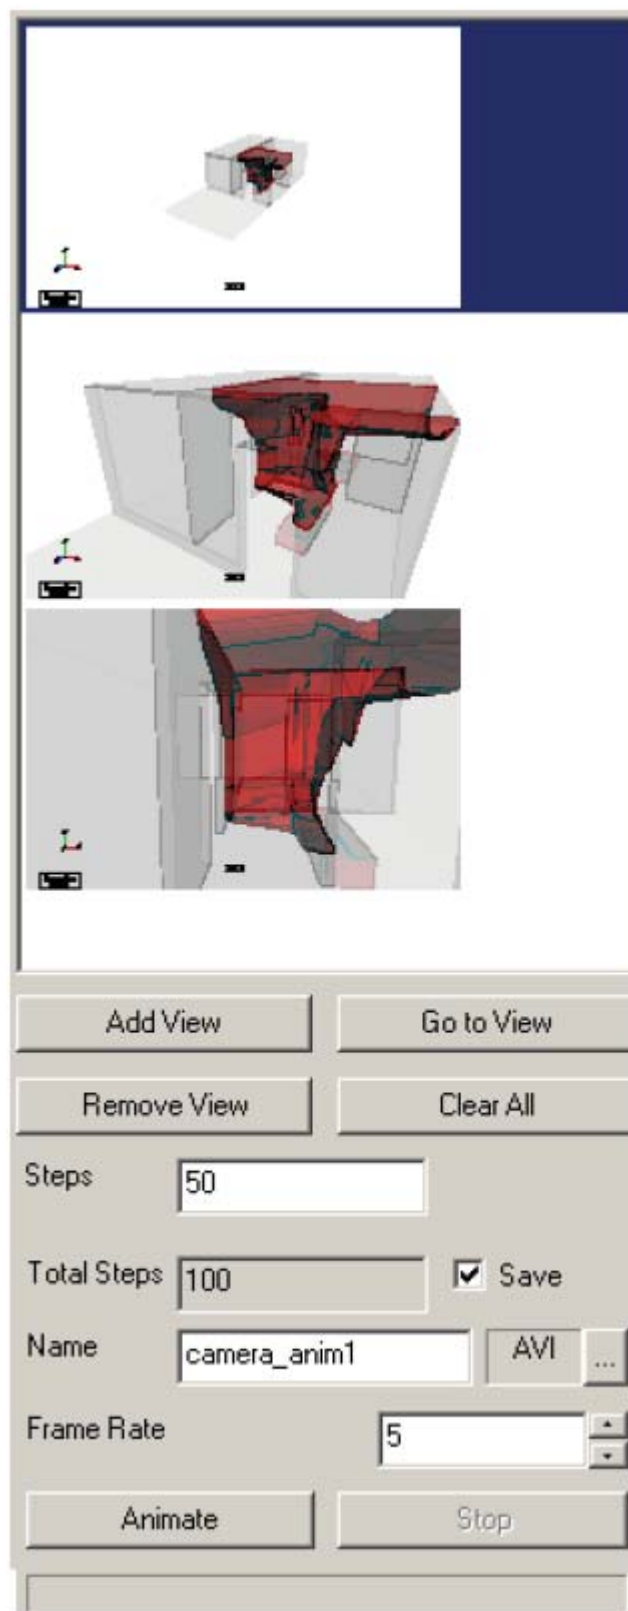 Add View Go to View
Remove View Clear All
Steps 50
Total Steps 100 Save
Name camera_anim1 AVI ...
Frame Rate 5
Animate Stop